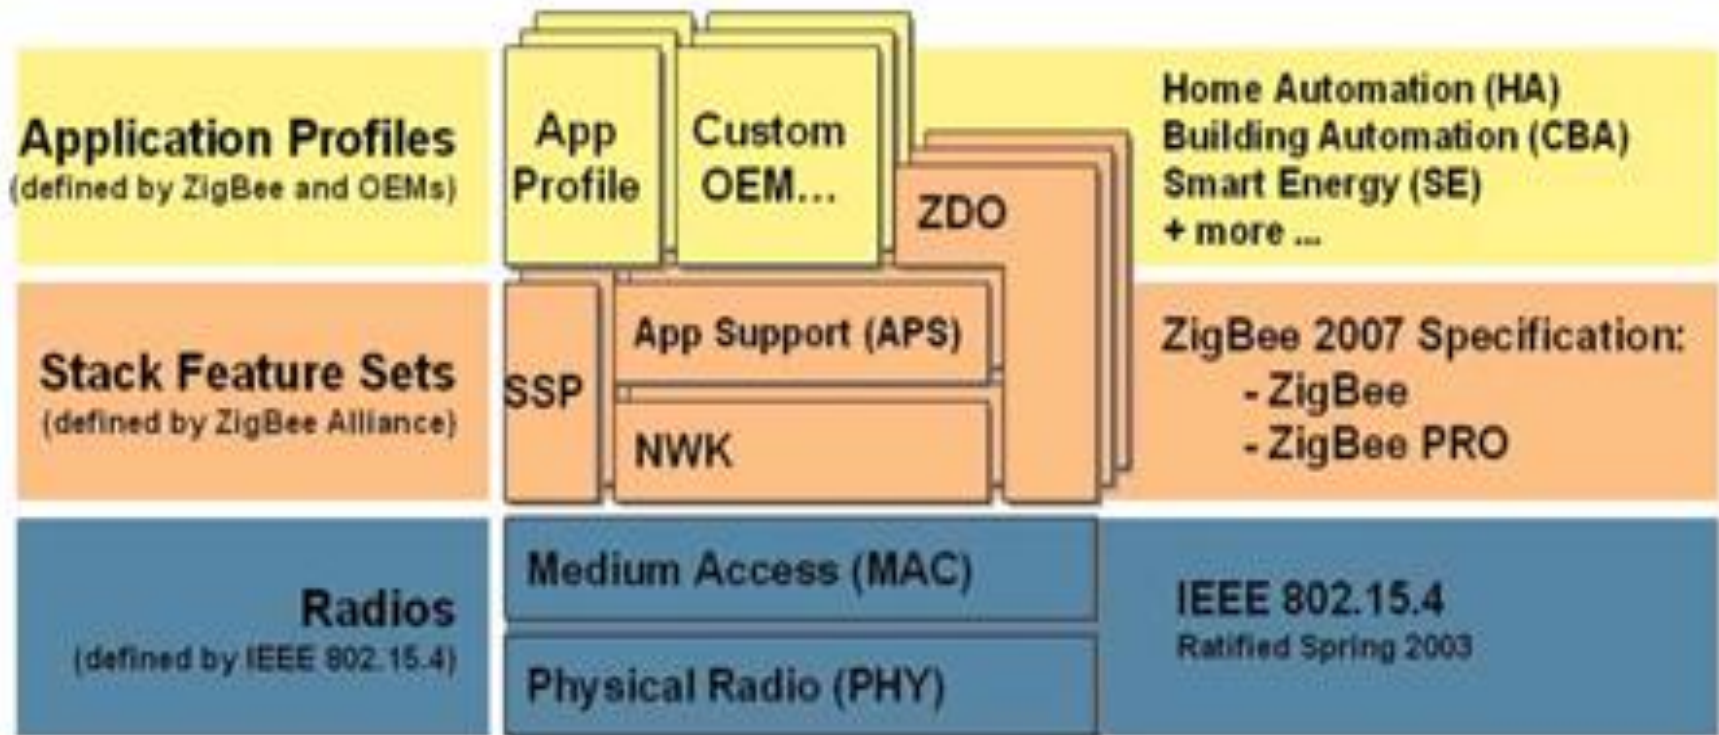 Application Profiles
(defined by ZigBee and OEMs)
App
Profile
Custom
OEM...
ZDO
Home Automation (HA)
Building Automation (CBA)
Smart Energy (SE)
+ more ...
Stack Feature Sets
(defined by ZigBee Alliance)
SSP
App Support (APS)
NWK
ZigBee 2007 Specification:
- ZigBee
- ZigBee PRO
Radios
(defined by IEEE 802.15.4)
Medium Access (MAC)
Physical Radio (PHY)
IEEE 802.15.4
Ratified Spring 2003